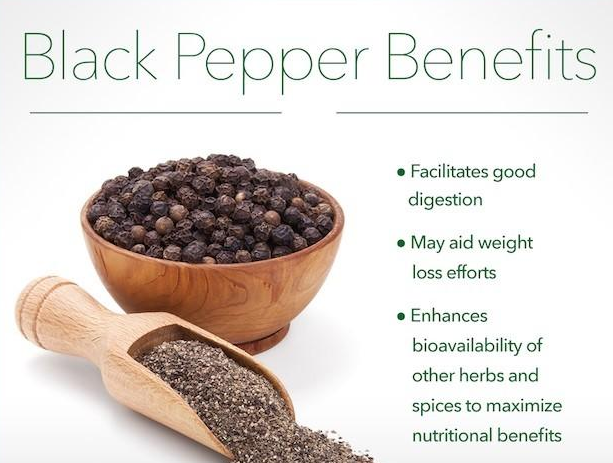 Black Pepper Benefits
• Facilitates good
digestion
• May aid weight
loss efforts
• Enhances
bioavailability of
other herbs and
spices to maximize
nutritional benefits